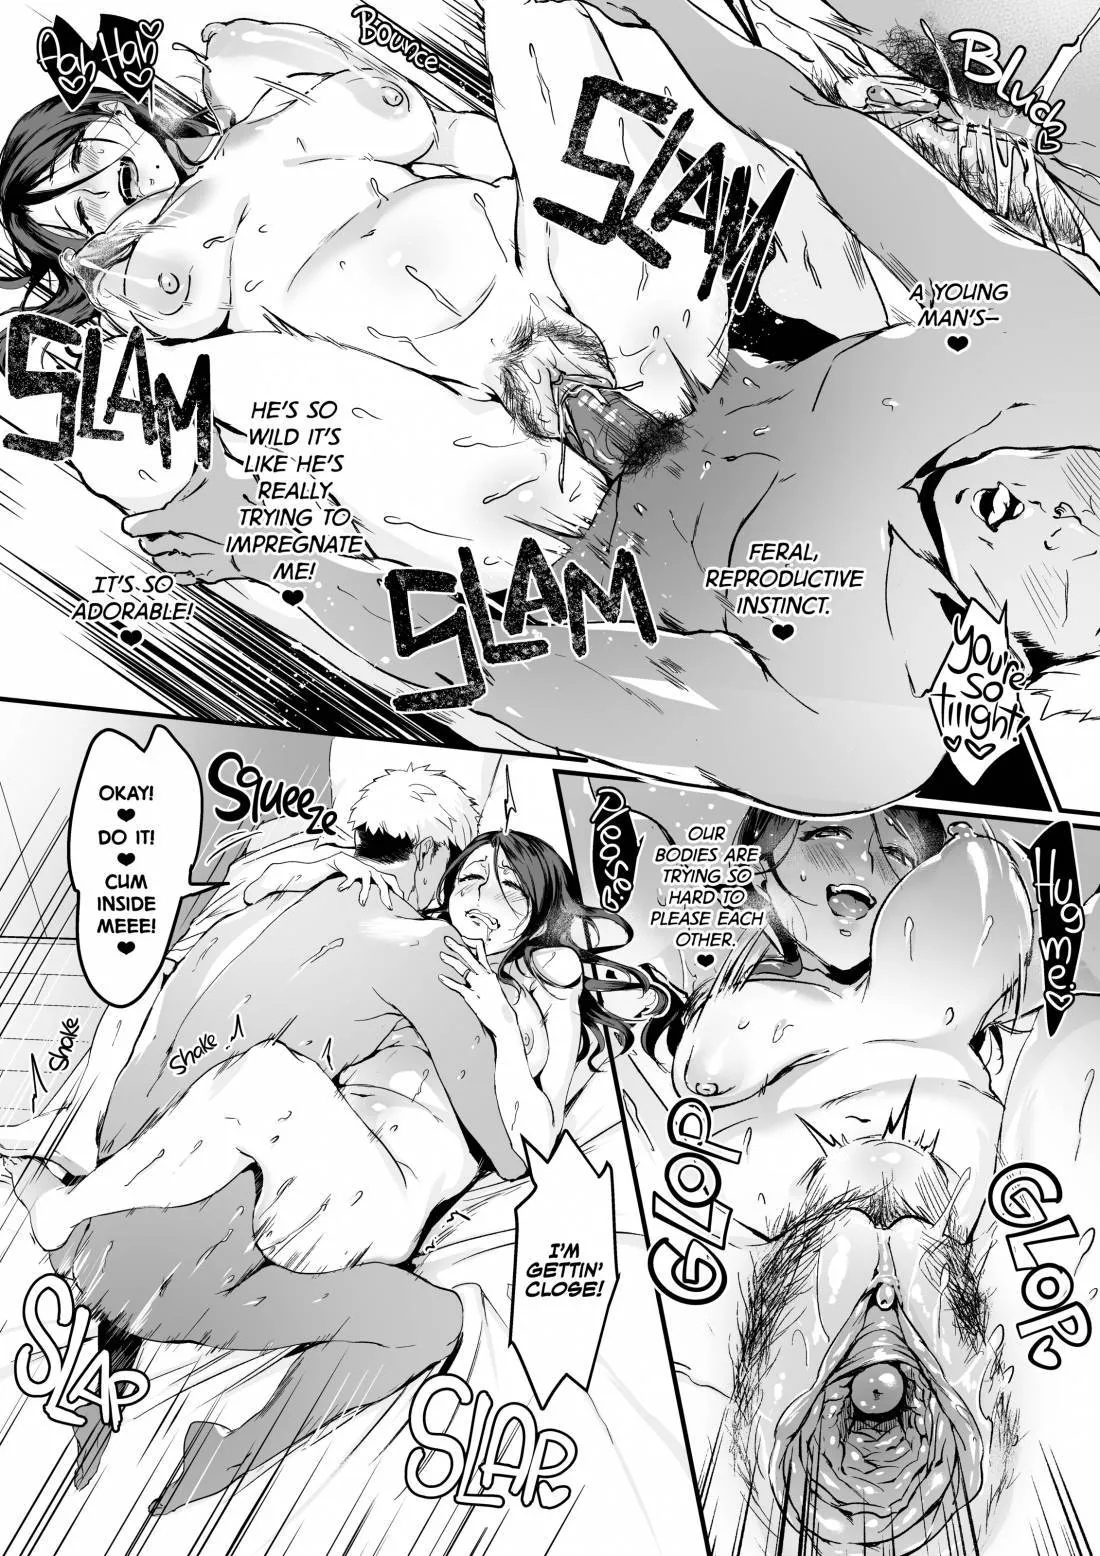 Aah Hah
Bounce
Bluch
SLAM
A YOUNG
MAN'S—
SLAM
HE'S SO
WILD IT'S
LIKE HE'S
REALLY
TRYING TO
IMPREGNATE
ME!
IT'S SO
ADORABLE!
SLAM
FERAL,
REPRODUCTIVE
INSTINCT.
You're
so
tiiiight!
Please
OUR
BODIES ARE
TRYING SO
HARD TO
PLEASE EACH
OTHER.
Hug
me
GLOP
GLOP
Squeeze
OKAY!
DO IT!
CUM
INSIDE
MEEE!
Shake
Shake
I'M
GETTIN'
CLOSE!
SLAP
SLAP